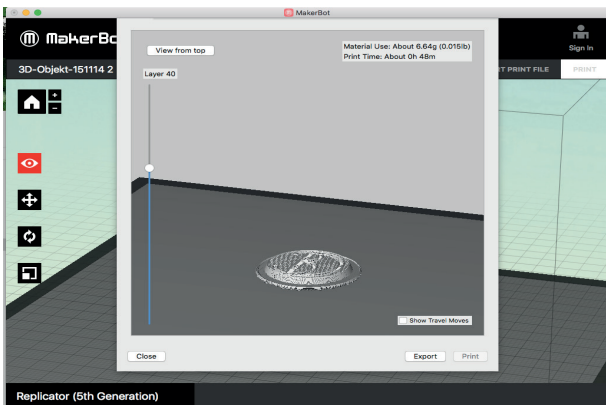 MakerBot
MakerBo
Sign In
3D-Objekt-151114 2
T PRINT FILE
PRINT
View from top
Material Use: About 6.64g (0.015lb)
Print Time: About 0h 48m
Layer 40
Show Travel Moves
Close
Export
Print
Replicator (5th Generation)